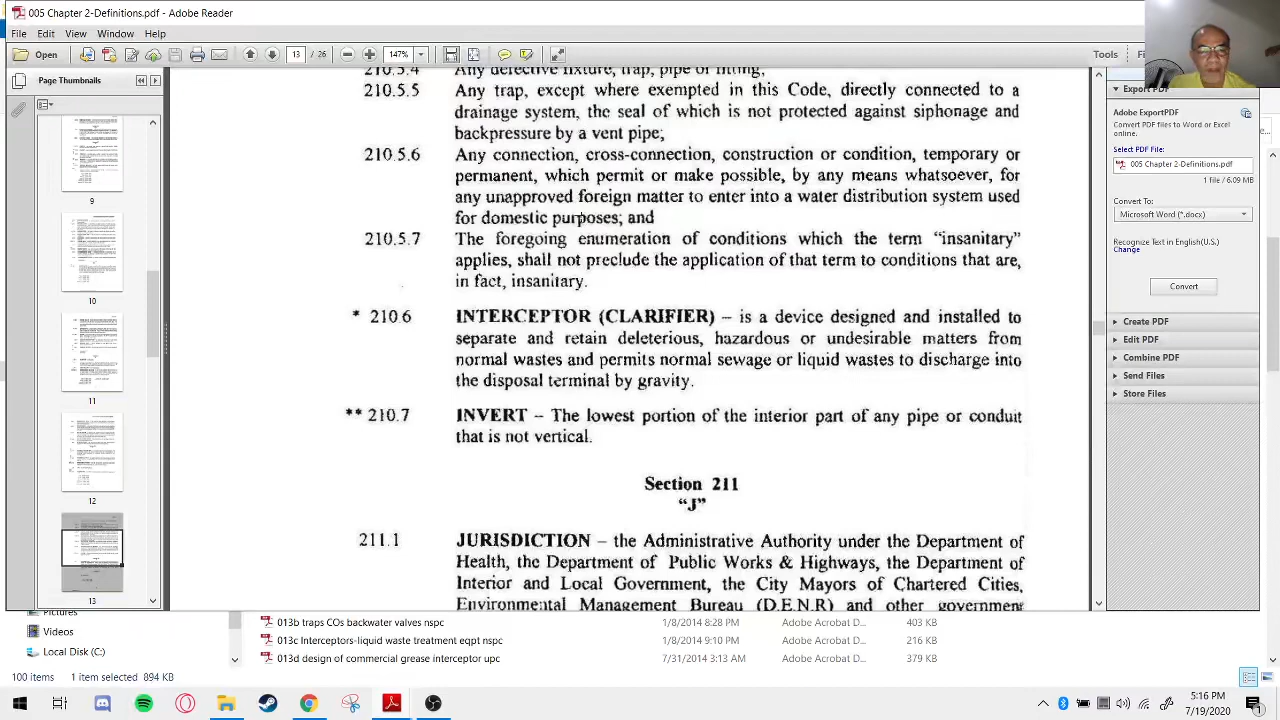 005 Chapter 2-Definitions.pdf - Adobe Reader
File Edit View Window Help
Open 13 / 26 147% Tools
Page Thumbnails
9
10
11
12
13
210.5.4 Any defective fixture, trap, pipe or fitting;
210.5.5 Any trap, except where exempted in this Code, directly connected to a
drainage system, the seal of which is not protected against siphonage and
backpressure by a vent pipe;
210.5.6 Any connection, cross-connection, construction or condition, temporary or
permanent, which permit or make possible, by any means whatsoever, for
any unapproved foreign matter to enter into a water distribution system used
for domestic purposes; and
210.5.7 The foregoing enumeration of conditions which the term "insanitary"
applies, shall not preclude the application of that term to conditions that are,
in fact, insanitary.
* 210.6 INTERCEPTOR (CLARIFIER) – is a device designed and installed to
separate and retain deleterious, hazardous or undesirable matters from
normal wastes and permits normal sewage or liquid wastes to discharge into
the disposal terminal by gravity.
** 210.7 INVERT - The lowest portion of the interior part of any pipe or conduit
that is not vertical.
Section 211
"J"
211.1 JURISDICTION – the Administrative Authority under the Department of
Health, the Department of Public Works & Highways, the Department of
Interior and Local Government, the City Mayors of Chartered Cities,
Environmental Management Bureau (D.E.N.R) and other government
Export PDF
Adobe ExportPDF
Convert PDF files to Word or Excel
online.
Select PDF File:
005 Chapter 2-Definitions.pdf
1 file / 6.09 MB
Convert To:
Microsoft Word (*.docx)
Recognize Text in English(U.S.)
Change
Convert
Create PDF
Edit PDF
Combine PDF
Send Files
Store Files
Pictures
Videos
Local Disk (C:)
013b traps COs backwater valves nspc 1/8/2014 8:28 PM Adobe Acrobat D... 403 KB
013c Interceptors-liquid waste treatment eqpt nspc 1/8/2014 9:10 PM Adobe Acrobat D... 216 KB
013d design of commercial grease interceptor upc 7/31/2014 3:13 AM Adobe Acrobat D... 379 KB
100 items 1 item selected 894 KB
5:16 PM
7/19/2020